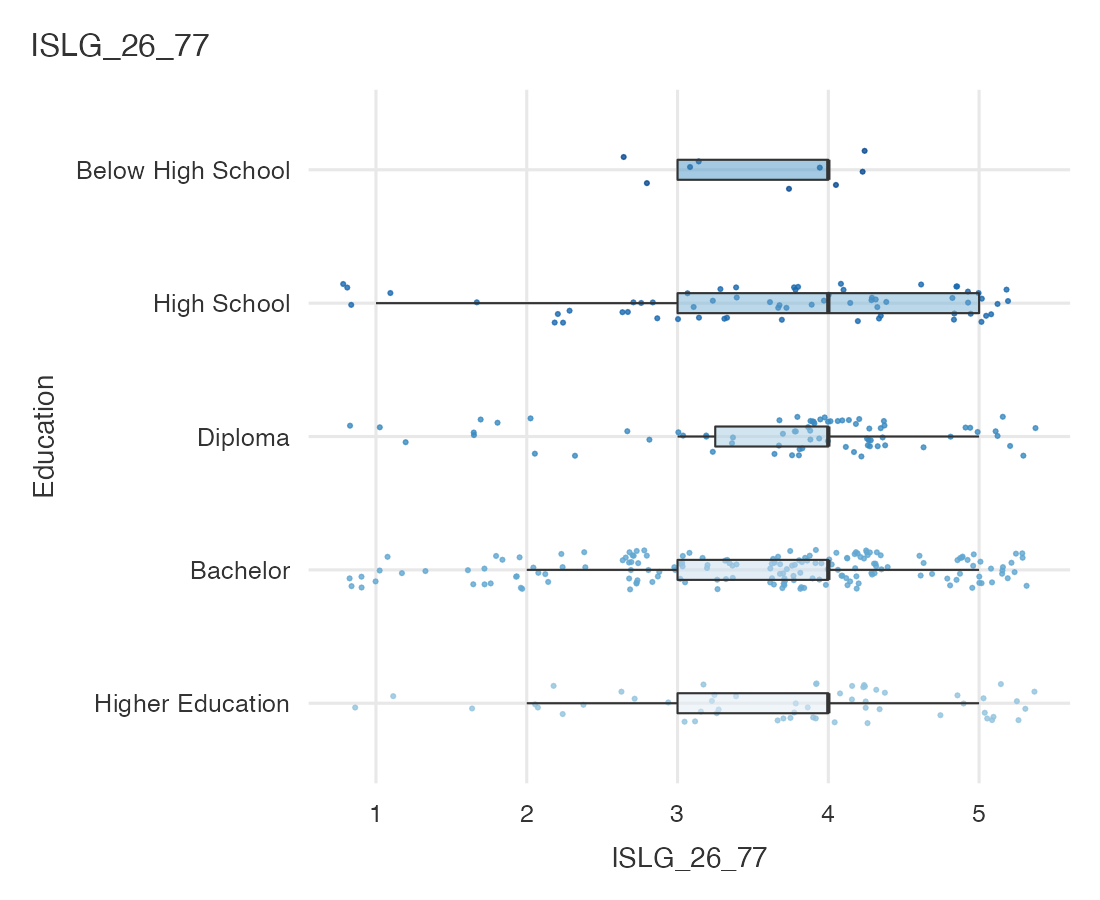 ISLG_26_77
Below High School
High School
Diploma
Bachelor
Higher Education
Education
1 2 3 4 5
ISLG_26_77